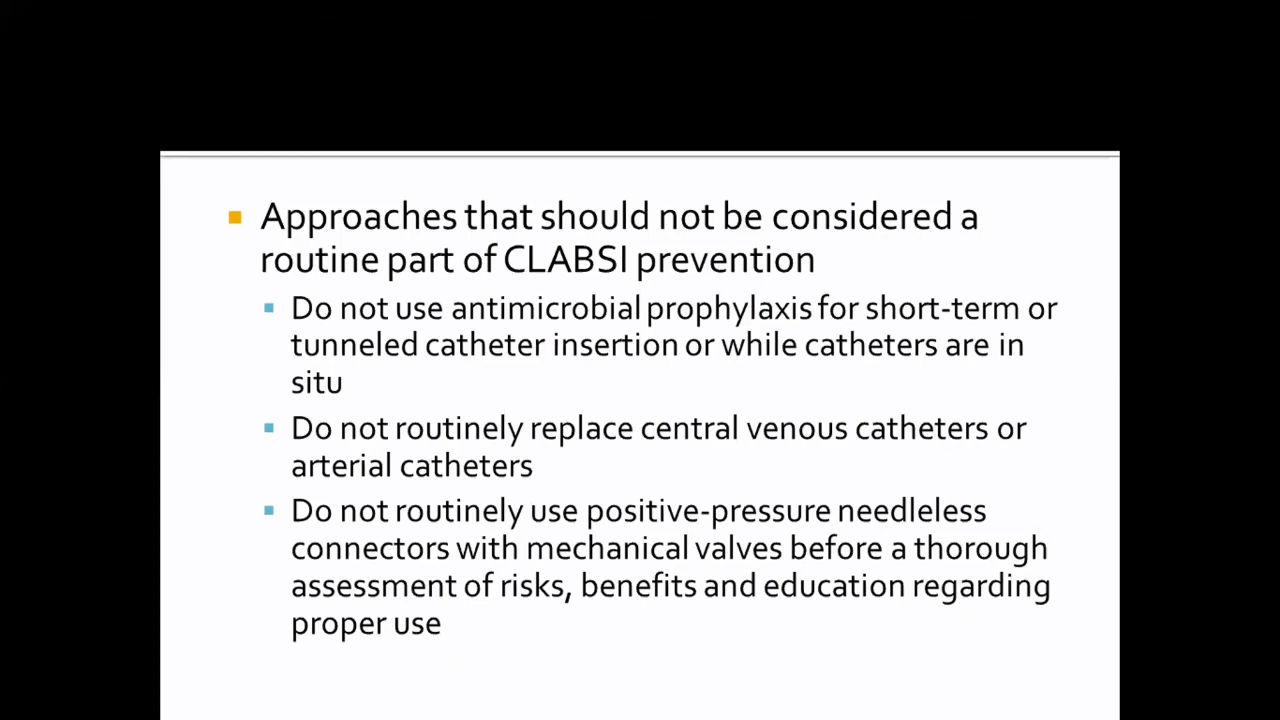 Approaches that should not be considered a
routine part of CLABSI prevention
Do not use antimicrobial prophylaxis for short-term or
tunneled catheter insertion or while catheters are in
situ
Do not routinely replace central venous catheters or
arterial catheters
Do not routinely use positive-pressure needleless
connectors with mechanical valves before a thorough
assessment of risks, benefits and education regarding
proper use